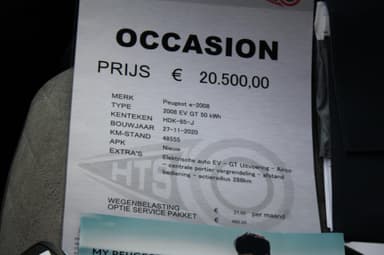 OCCASION
PRIJS € 20.500,00
MERK Peugeot e-2008
TYPE 2008 EV GT 50 kWh
KENTEKEN HDK-65-J
BOUWJAAR 27-11-2020
KM-STAND 48555
APK Nieuw
EXTRA'S Elektrische auto EV - GT Uitvoering - Airco
- centrale portier vergrendeling - afstand
bediening - actieradius 288km
HTS
WEGENBELASTING € per maand
OPTIE SERVICE PAKKET €
MY PEUGEOT